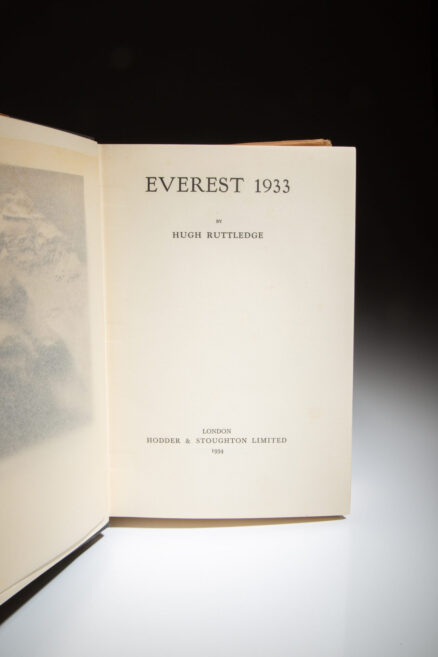 EVEREST 1933
BY
HUGH RUTTLEDGE
LONDON
HODDER & STOUGHTON LIMITED
1934